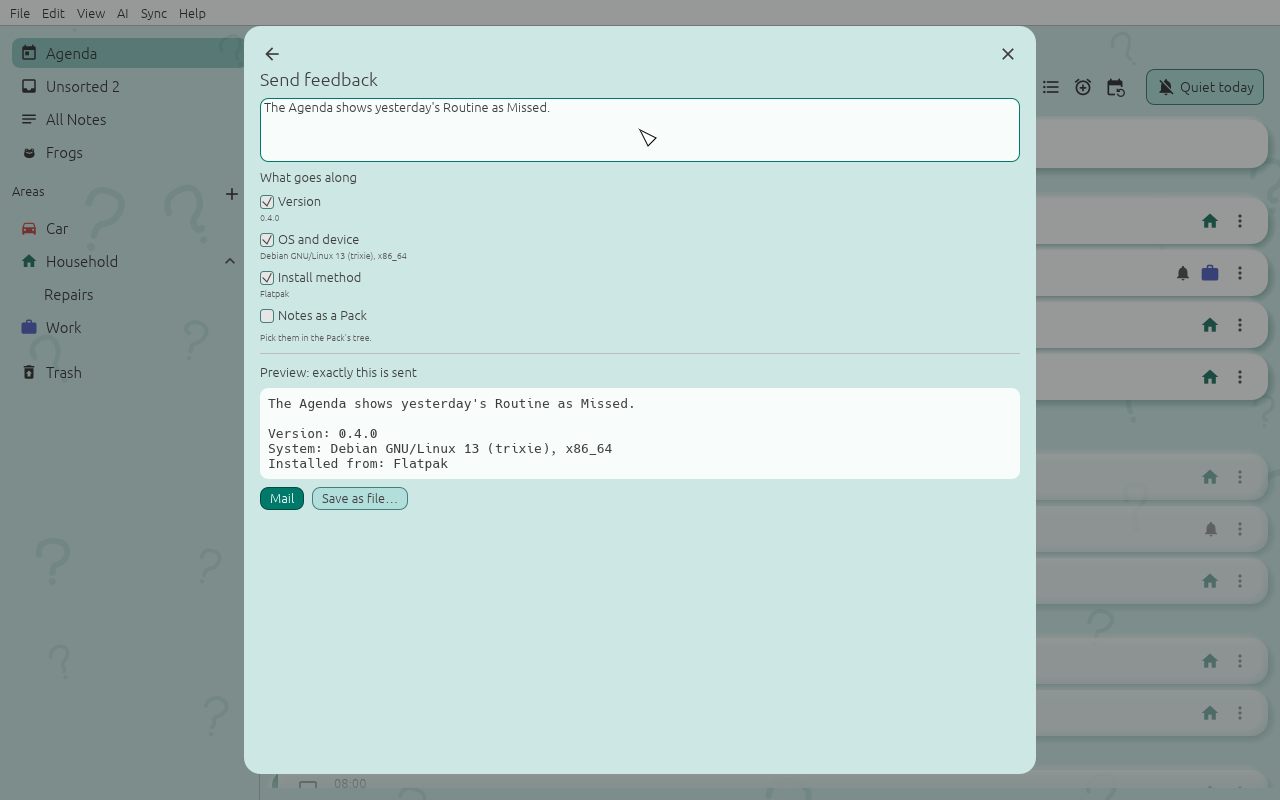 File Edit View AI Sync Help
Agenda
Unsorted 2
All Notes
Frogs
Areas
Car
Household
Repairs
Work
Trash
Quiet today
Send feedback
The Agenda shows yesterday's Routine as Missed.
What goes along
Version
0.4.0
OS and device
Debian GNU/Linux 13 (trixie), x86_64
Install method
Flatpak
Notes as a Pack
Pick them in the Pack's tree.
Preview: exactly this is sent
The Agenda shows yesterday's Routine as Missed.
Version: 0.4.0
System: Debian GNU/Linux 13 (trixie), x86_64
Installed from: Flatpak
Mail
Save as file…
08:00